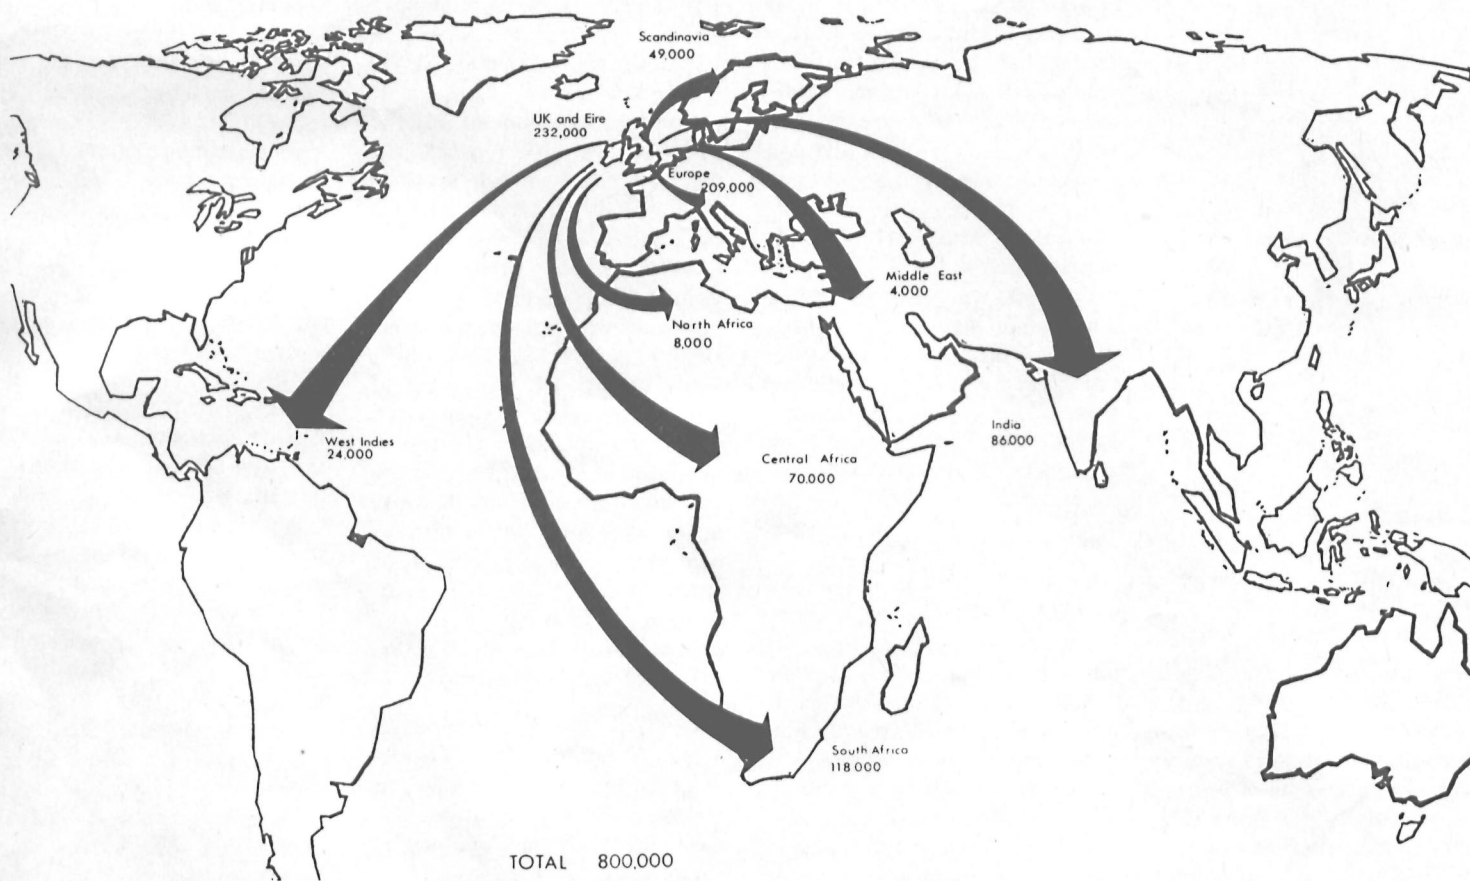 Scandinavia
49,000
UK and Eire
232,000
Europe
209,000
Middle East
4,000
North Africa
8,000
West Indies
24,000
India
86,000
Central Africa
70,000
South Africa
118 000
TOTAL 800,000